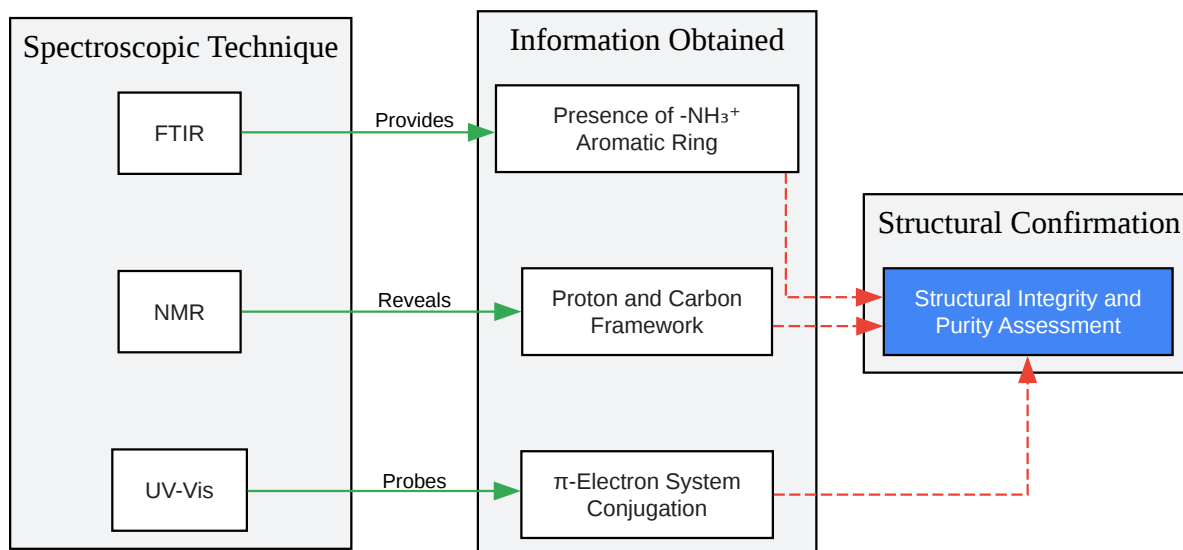 Spectroscopic Technique
Information Obtained
FTIR
Provides
Presence of -NH₃⁺
Aromatic Ring
Structural Confirmation
NMR
Reveals
Proton and Carbon
Framework
Structural Integrity and
Purity Assessment
UV-Vis
Probes
π-Electron System
Conjugation